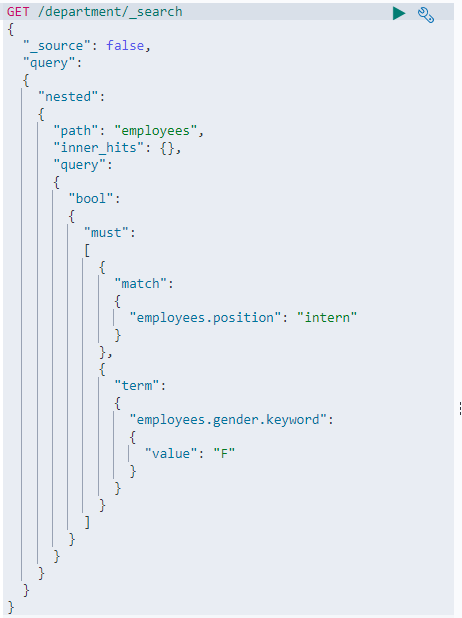 GET /department/_search
{
  "_source": false,
  "query":
  {
    "nested":
    {
      "path": "employees",
      "inner_hits": {},
      "query":
      {
        "bool":
        {
          "must":
          [
            {
              "match":
              {
                "employees.position": "intern"
              }
            },
            {
              "term":
              {
                "employees.gender.keyword":
                {
                  "value": "F"
                }
              }
            }
          ]
        }
      }
    }
  }
}